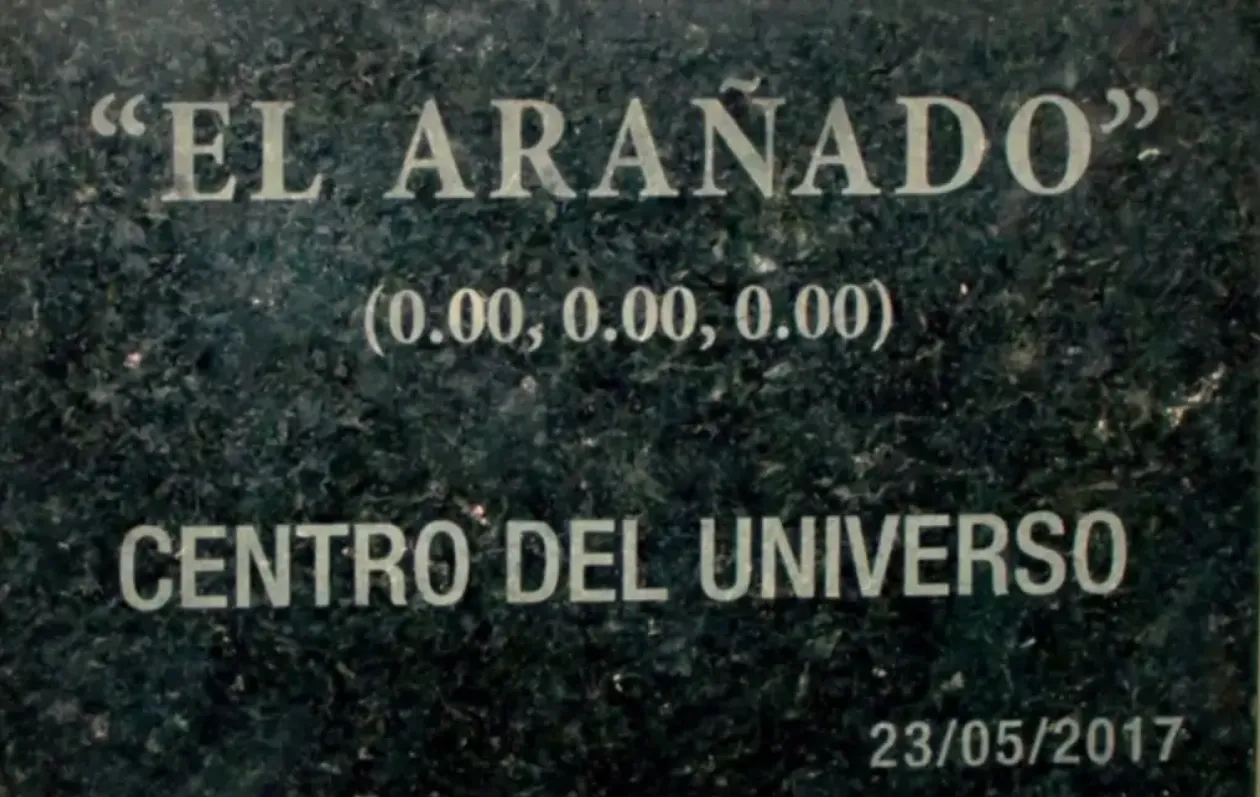 “EL ARAÑADO”
(0.00, 0.00, 0.00)
CENTRO DEL UNIVERSO
23/05/2017